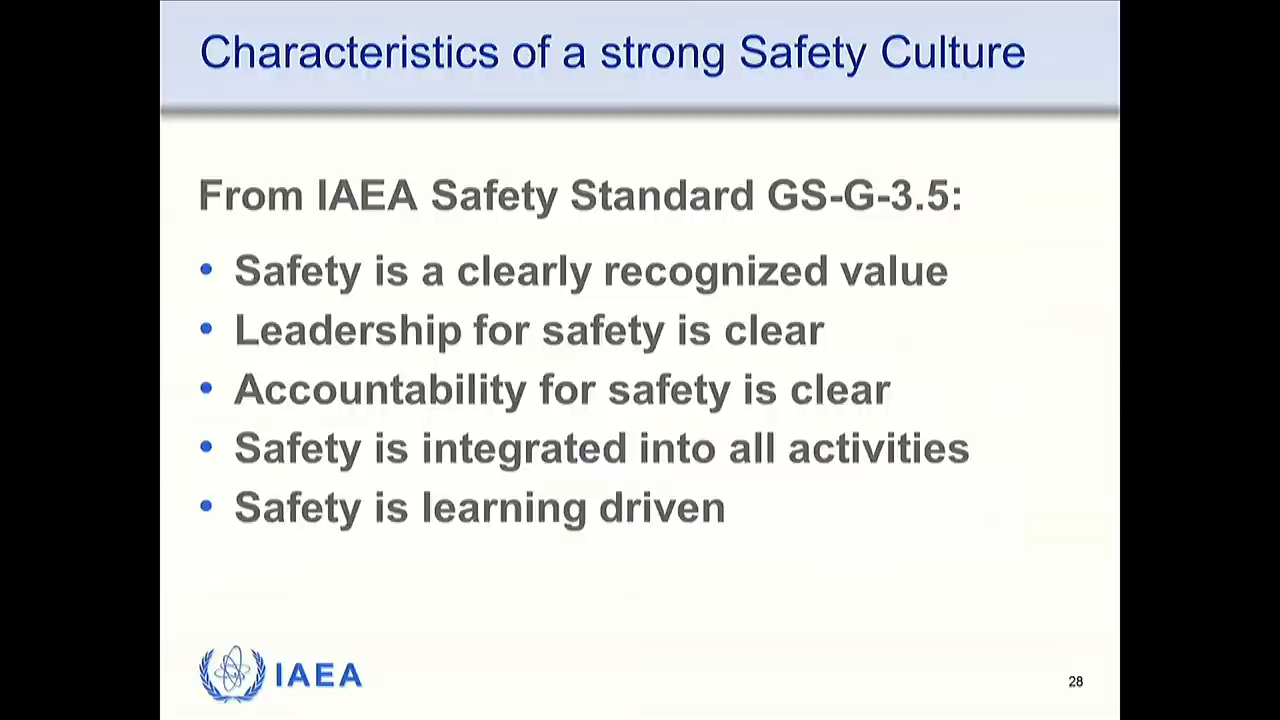 Characteristics of a strong Safety Culture
From IAEA Safety Standard GS-G-3.5:
• Safety is a clearly recognized value
• Leadership for safety is clear
• Accountability for safety is clear
• Safety is integrated into all activities
• Safety is learning driven
IAEA
28